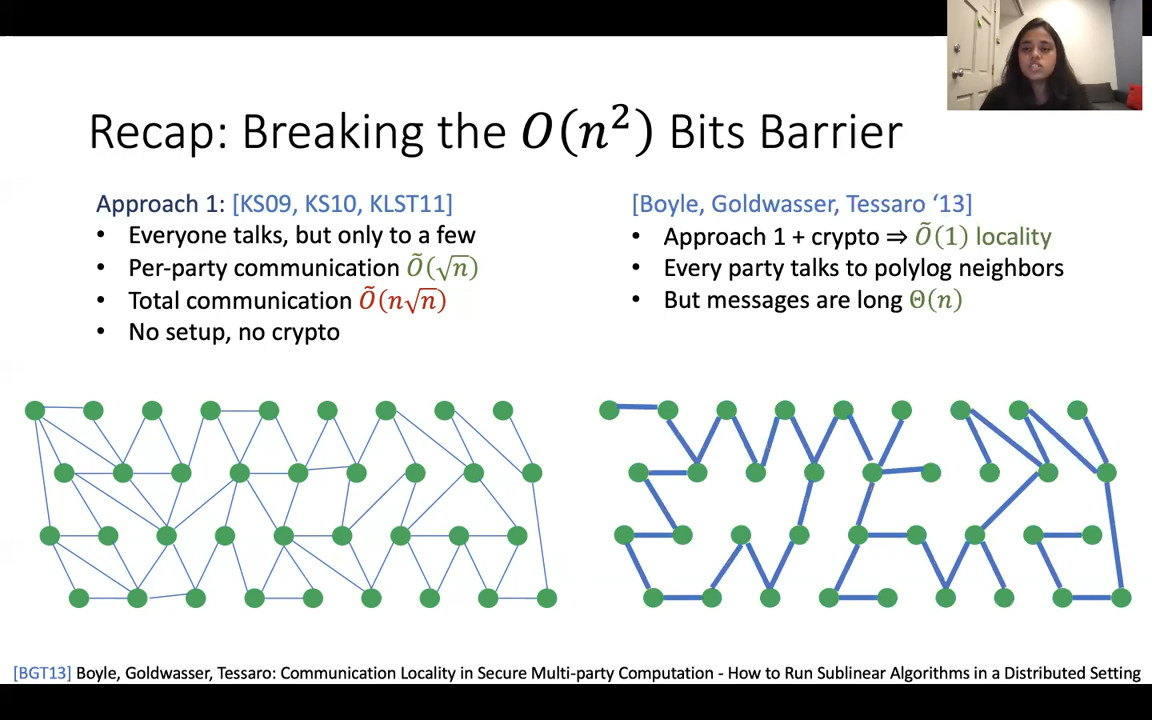 Recap: Breaking the O(n²) Bits Barrier
Approach 1: [KS09, KS10, KLST11]
• Everyone talks, but only to a few
• Per-party communication Õ(√n)
• Total communication Õ(n√n)
• No setup, no crypto
[Boyle, Goldwasser, Tessaro ‘13]
• Approach 1 + crypto ⇒ Õ(1) locality
• Every party talks to polylog neighbors
• But messages are long Θ(n)
[BGT13] Boyle, Goldwasser, Tessaro: Communication Locality in Secure Multi-party Computation - How to Run Sublinear Algorithms in a Distributed Setting